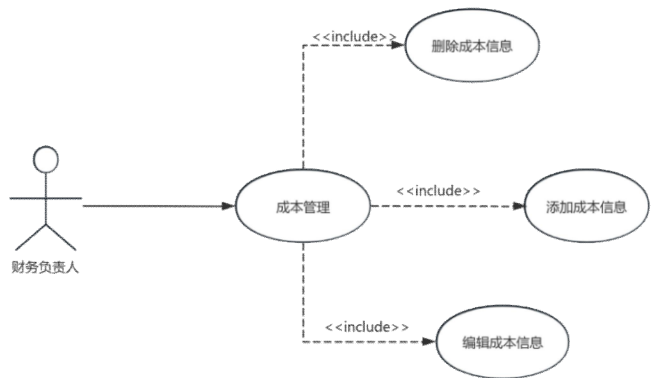 <<include>>
删除成本信息
<<include>>
成本管理
添加成本信息
财务负责人
<<include>>
编辑成本信息